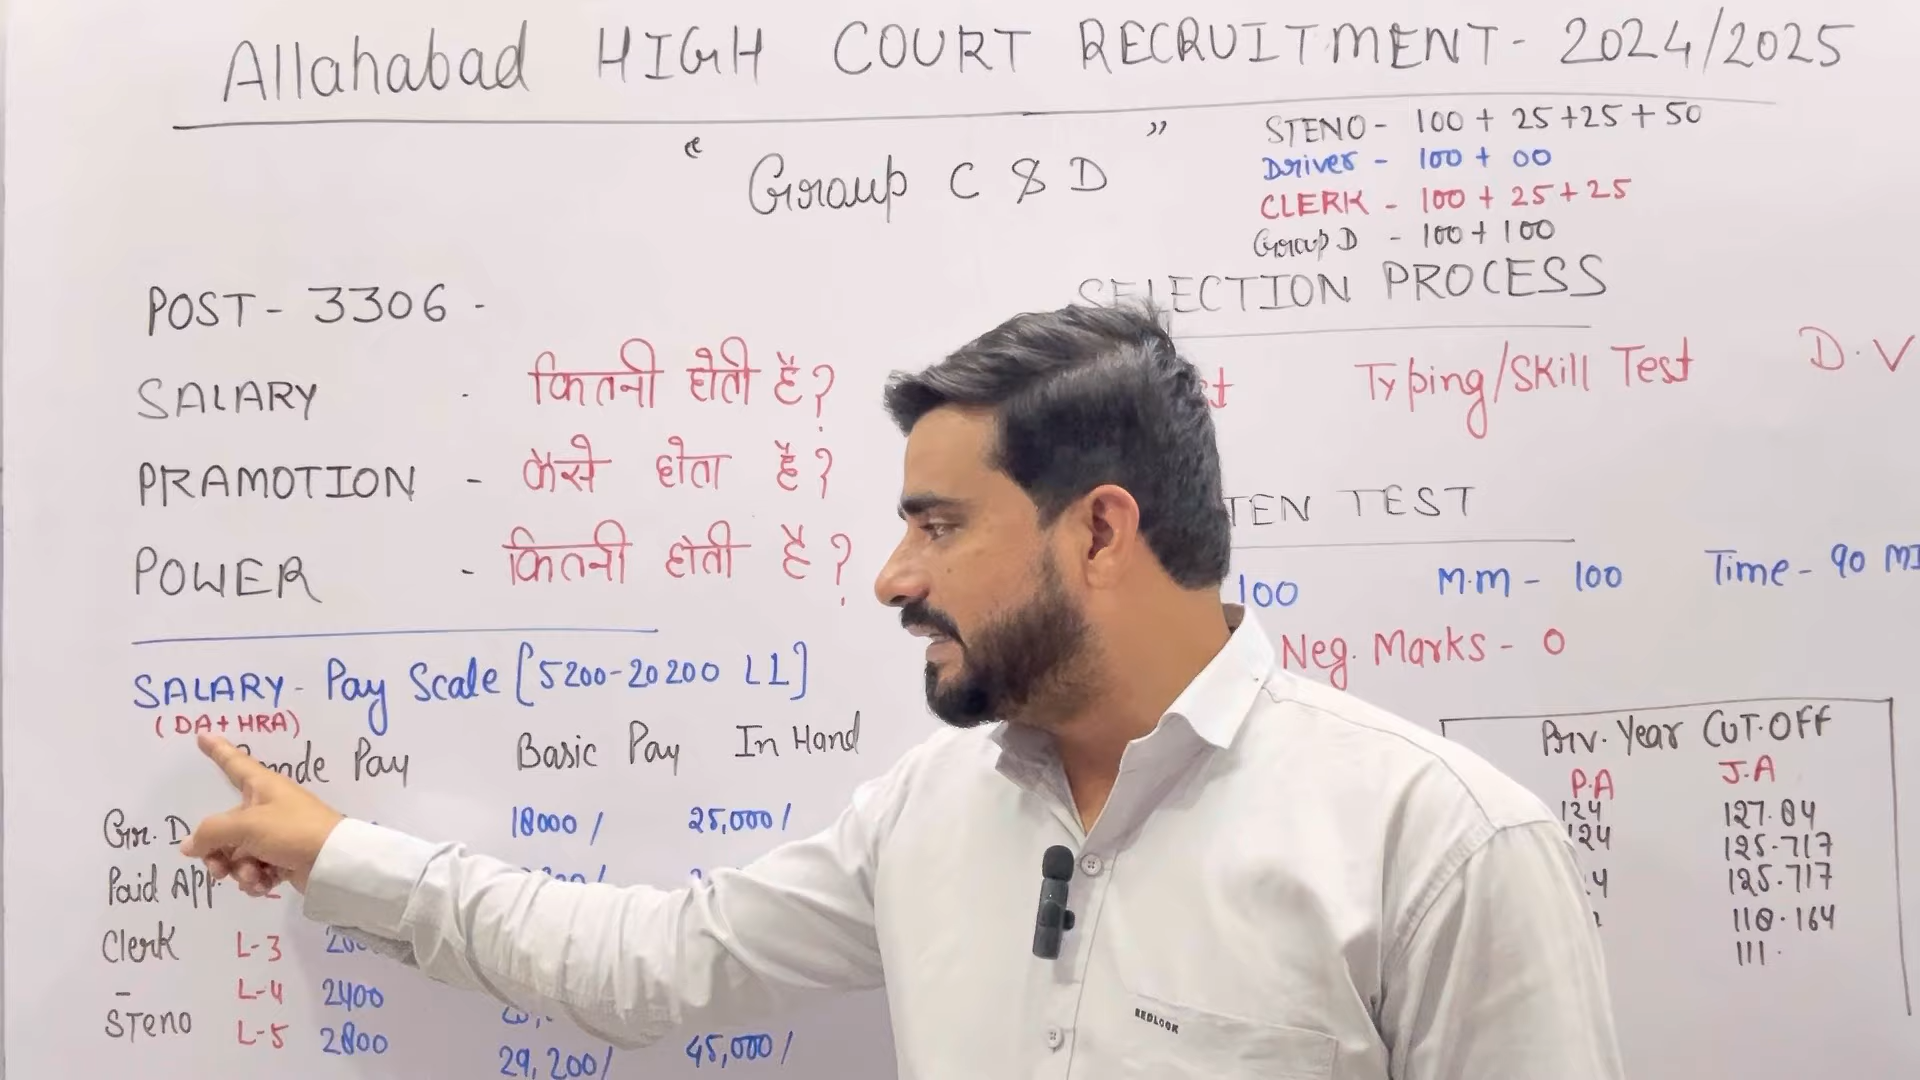 Allahabad HIGH COURT RECRUITMENT - 2024/2025
"Group C & D"
STENO - 100 + 25 + 25 + 50
Driver - 100 + 00
CLERK - 100 + 25 + 25
Group D - 100 + 100
POST - 3306 -
SALARY - कितनी होती है?
PRAMOTION - कैसे होता है?
POWER - कितनी होती है?
SELECTION PROCESS
Typing/Skill Test D.V
TEN TEST
100 M.M - 100 Time - 90 MI
Neg. Marks - 0
SALARY - Pay Scale [5200-20200 L1]
(DA + HRA)
Pay Basic Pay In Hand
Gr. D 18000/ 25,000/
Paid App.
Clerk L-3
L-4 2400
Steno L-5 2800
29,200/ 45,000/
Prv. Year CUT.OFF
P.A J.A
124 127.84
124 125.717
125.717
118.164
111.
REDLOOK